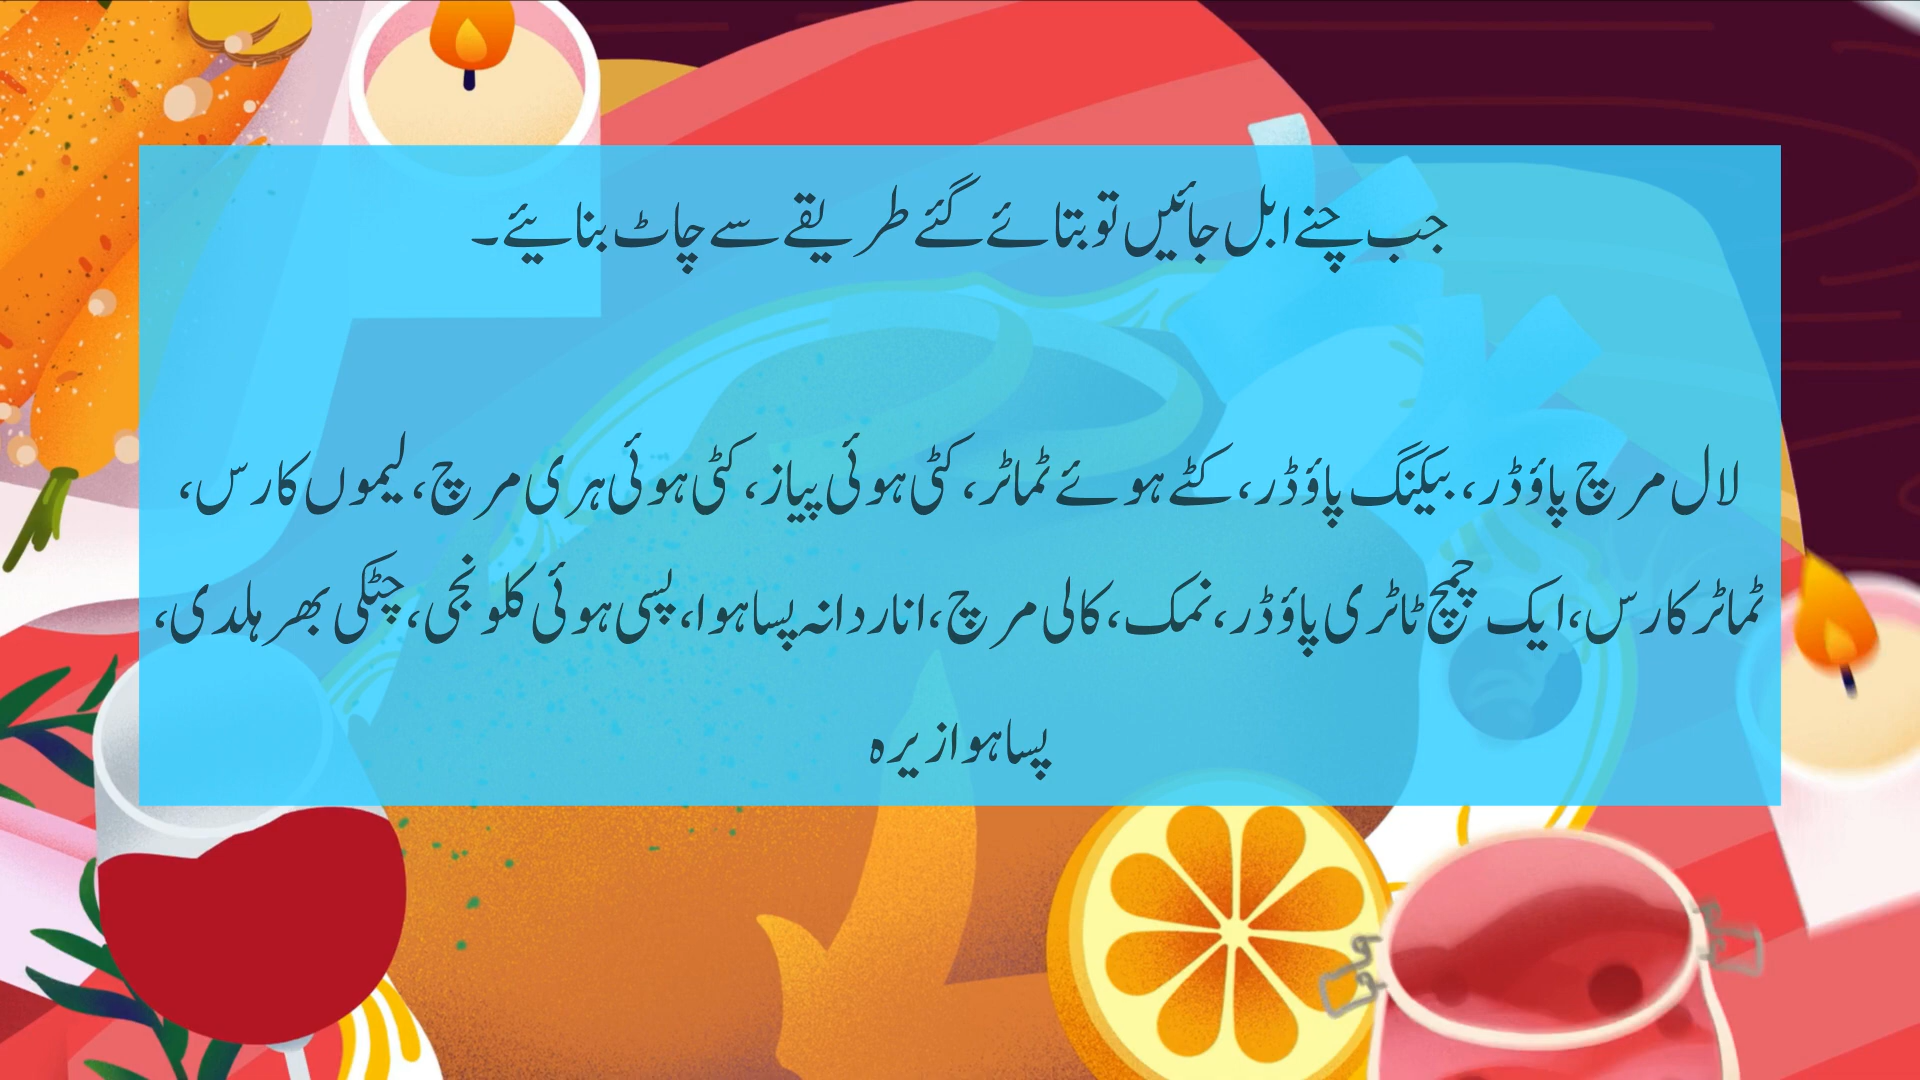 جب چنے ابل جائیں تو بتائے گئے طریقے سے چاٹ بنایئے۔
لال مرچ پاؤڈر، بیکنگ پاؤڈر، کٹے ہوئے ٹماٹر، کٹی ہوئی پیاز، کٹی ہوئی ہری مرچ، لیموں کا رس،
ٹماٹر کا رس، ایک چمچ ٹاٹری پاؤڈر، نمک، کالی مرچ، انار دانہ پسا ہوا، پسی ہوئی کلونجی، چٹکی بھر ہلدی،
پسا ہوا زیرہ